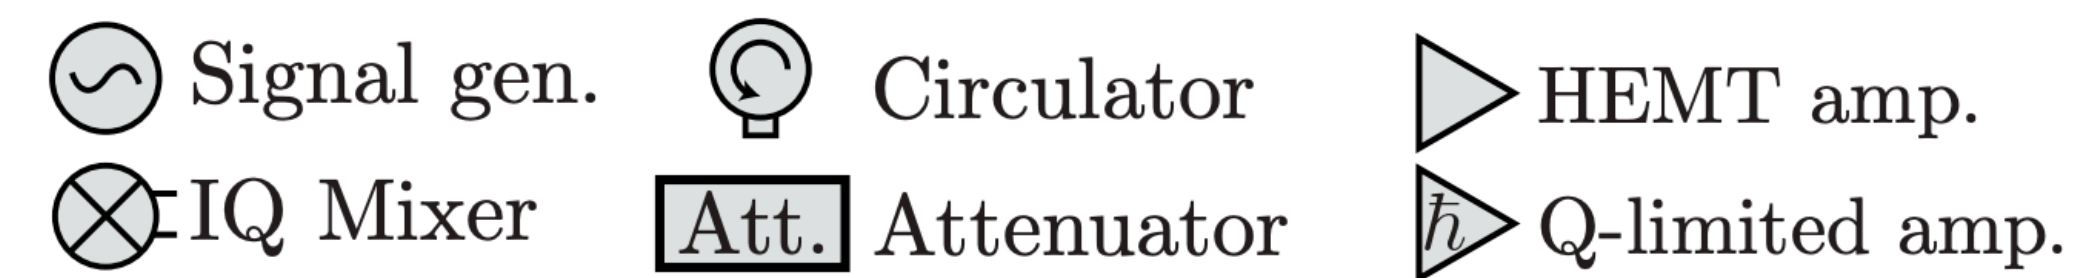 Signal gen. Circulator HEMT amp.
IQ Mixer Att. Attenuator ħ Q-limited amp.